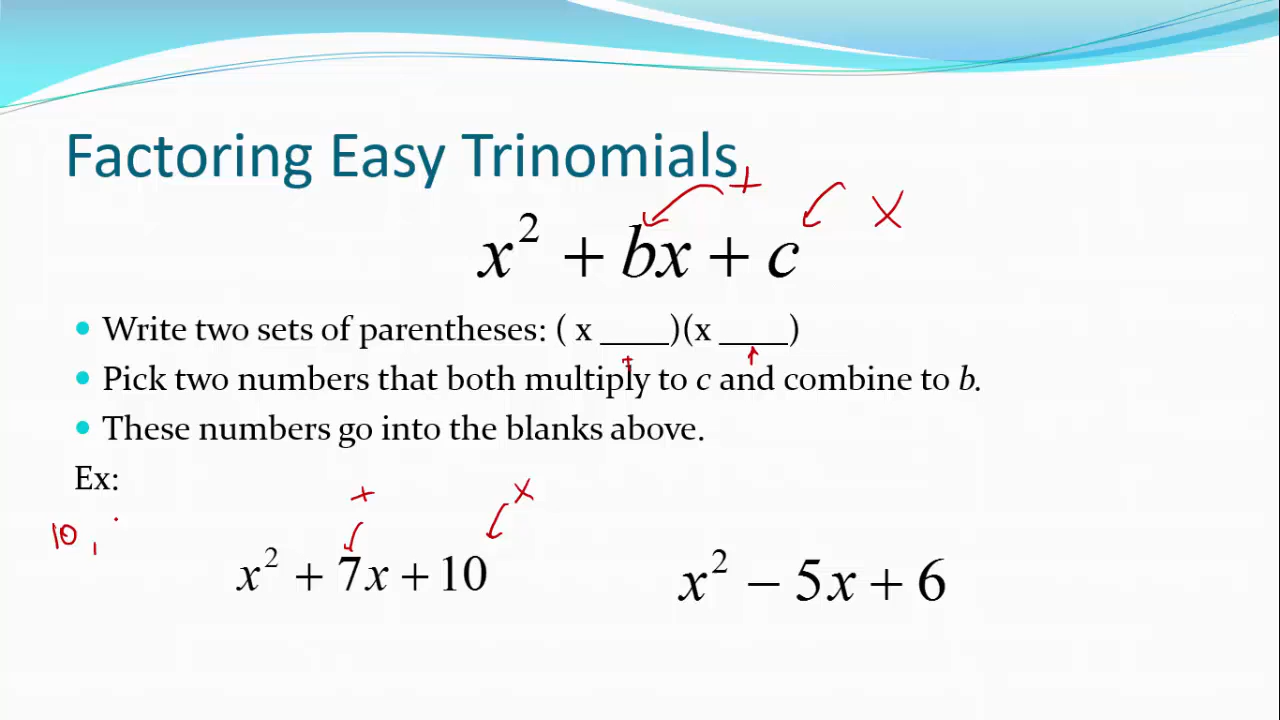 Factoring Easy Trinomials
+ X
x² + bx + c
• Write two sets of parentheses: ( x ____)(x ____)
• Pick two numbers that both multiply to c and combine to b.
• These numbers go into the blanks above.
Ex:
+ x
10 ,
x² + 7x + 10
x² − 5x + 6